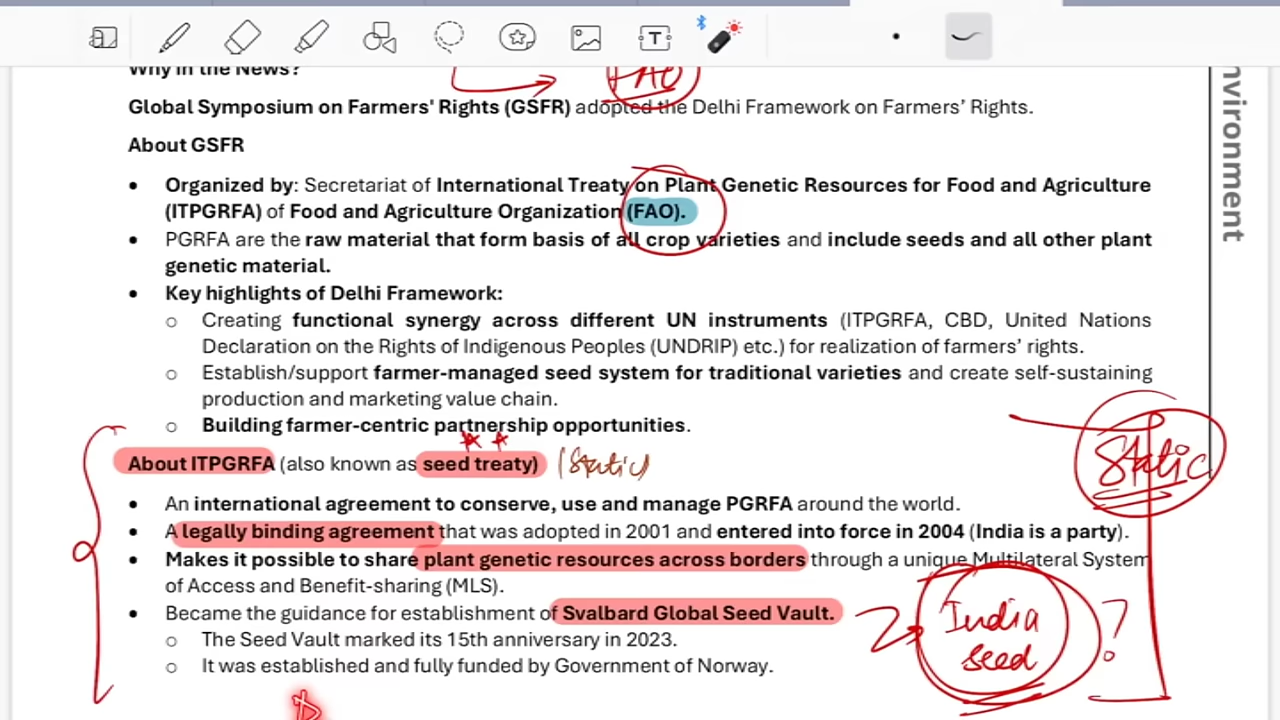 Why in the News?
FAO
Global Symposium on Farmers' Rights (GSFR) adopted the Delhi Framework on Farmers’ Rights.
About GSFR
• Organized by: Secretariat of International Treaty on Plant Genetic Resources for Food and Agriculture
(ITPGRFA) of Food and Agriculture Organization (FAO).
• PGRFA are the raw material that form basis of all crop varieties and include seeds and all other plant
genetic material.
• Key highlights of Delhi Framework:
o Creating functional synergy across different UN instruments (ITPGRFA, CBD, United Nations
Declaration on the Rights of Indigenous Peoples (UNDRIP) etc.) for realization of farmers’ rights.
o Establish/support farmer-managed seed system for traditional varieties and create self-sustaining
production and marketing value chain.
o Building farmer-centric partnership opportunities.
About ITPGRFA (also known as seed treaty) (Static)
Static
• An international agreement to conserve, use and manage PGRFA around the world.
• A legally binding agreement that was adopted in 2001 and entered into force in 2004 (India is a party).
• Makes it possible to share plant genetic resources across borders through a unique Multilateral System
of Access and Benefit-sharing (MLS).
• Became the guidance for establishment of Svalbard Global Seed Vault.
o The Seed Vault marked its 15th anniversary in 2023.
o It was established and fully funded by Government of Norway.
India
seed
?
nvironment